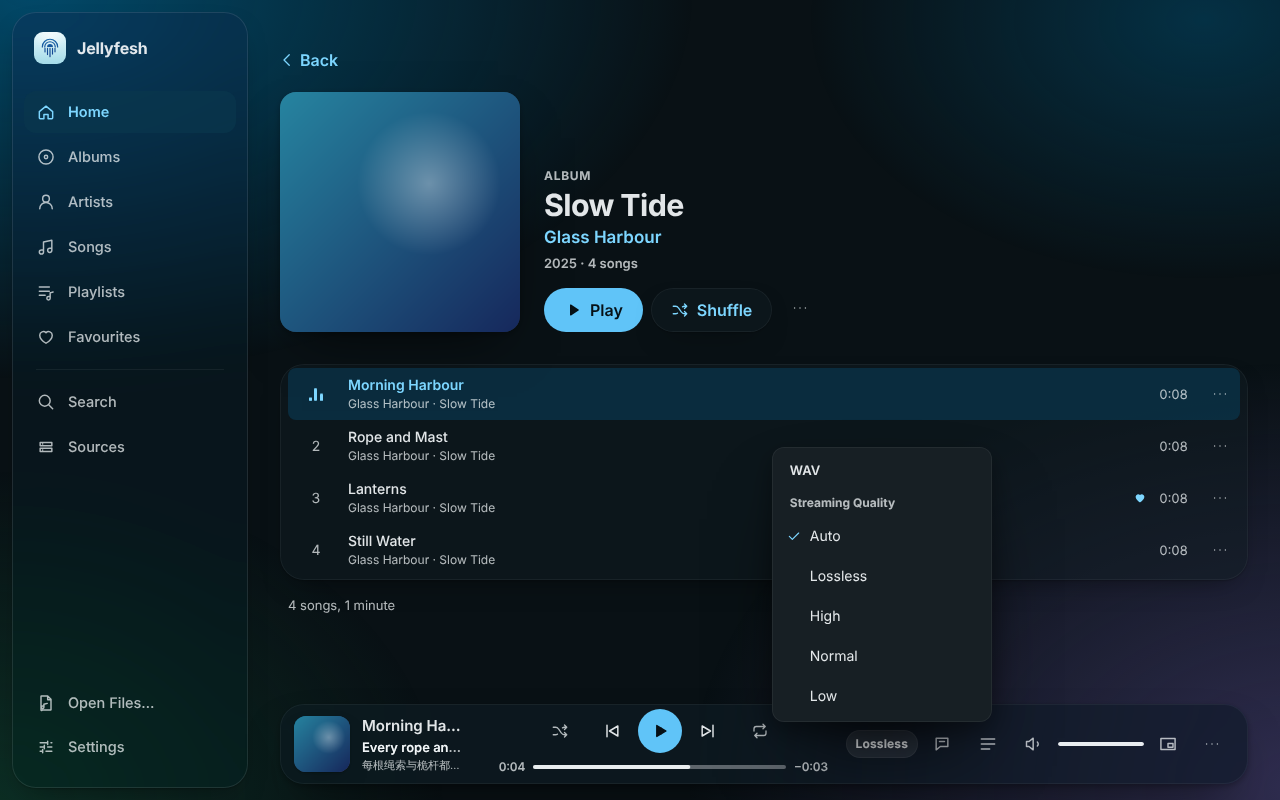 Jellyfesh
Home
Albums
Artists
Songs
Playlists
Favourites
Search
Sources
Open Files...
Settings
Back
ALBUM
Slow Tide
Glass Harbour
2025 · 4 songs
Play
Shuffle
Morning Harbour
Glass Harbour · Slow Tide
0:08
2
Rope and Mast
Glass Harbour · Slow Tide
0:08
3
Lanterns
Glass Harbour · Slow Tide
0:08
4
Still Water
Glass Harbour · Slow Tide
0:08
4 songs, 1 minute
WAV
Streaming Quality
Auto
Lossless
High
Normal
Low
Morning Ha...
Every rope an...
每根绳索与桅杆都...
0:04
−0:03
Lossless